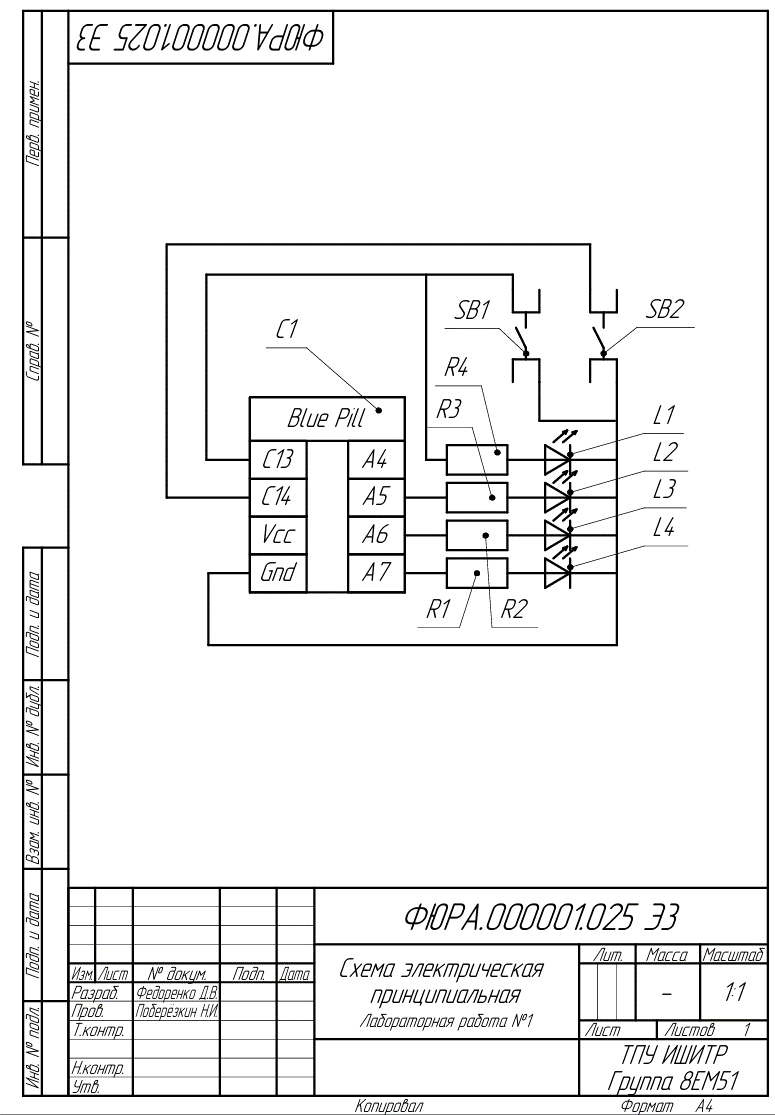 ФЮРА.000001.025 ЭЗ
Перв. примен.
Справ. №
Подп. и дата
Инв. № дубл.
Взам. инв. №
Подп. и дата
Инв. № подл.
SB1
SB2
C1
R4
R3
Blue Pill
C13
A4
C14
A5
Vcc
A6
Gnd
A7
L1
L2
L3
L4
R1
R2
ФЮРА.000001.025 ЭЗ
Изм. Лист № докум. Подп. Дата
Разраб. Федоренко Д.В.
Пров. Поберёзкин Н.И.
Т.контр.
Н.контр.
Утв.
Схема электрическая
принципиальная
Лабораторная работа №1
Лит. Масса Масштаб
– 1:1
Лист Листов 1
ТПУ ИШИТР
Группа 8ЕМ51
Копировал Формат А4